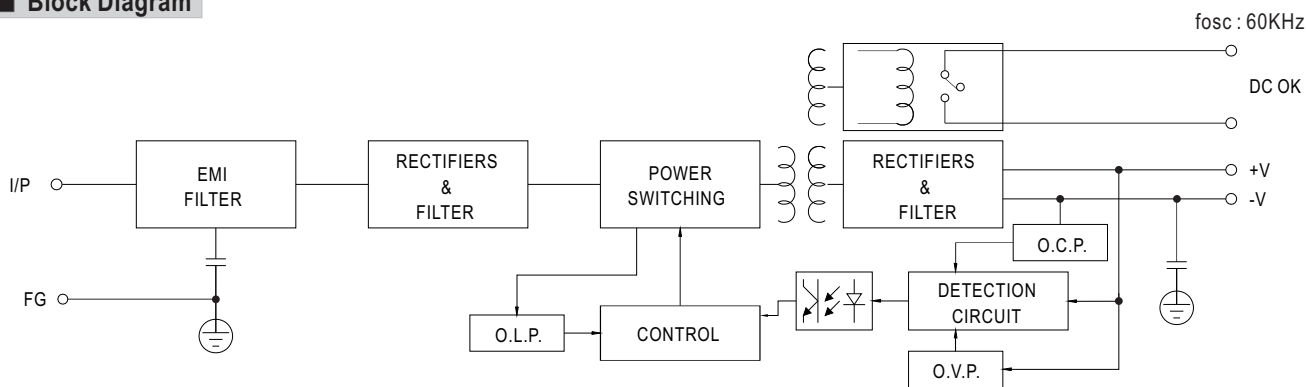 Block Diagram
fosc : 60KHz
DC OK
I/P
EMI
FILTER
RECTIFIERS
&
FILTER
POWER
SWITCHING
RECTIFIERS
&
FILTER
+V
-V
O.C.P.
FG
O.L.P.
CONTROL
DETECTION
CIRCUIT
O.V.P.